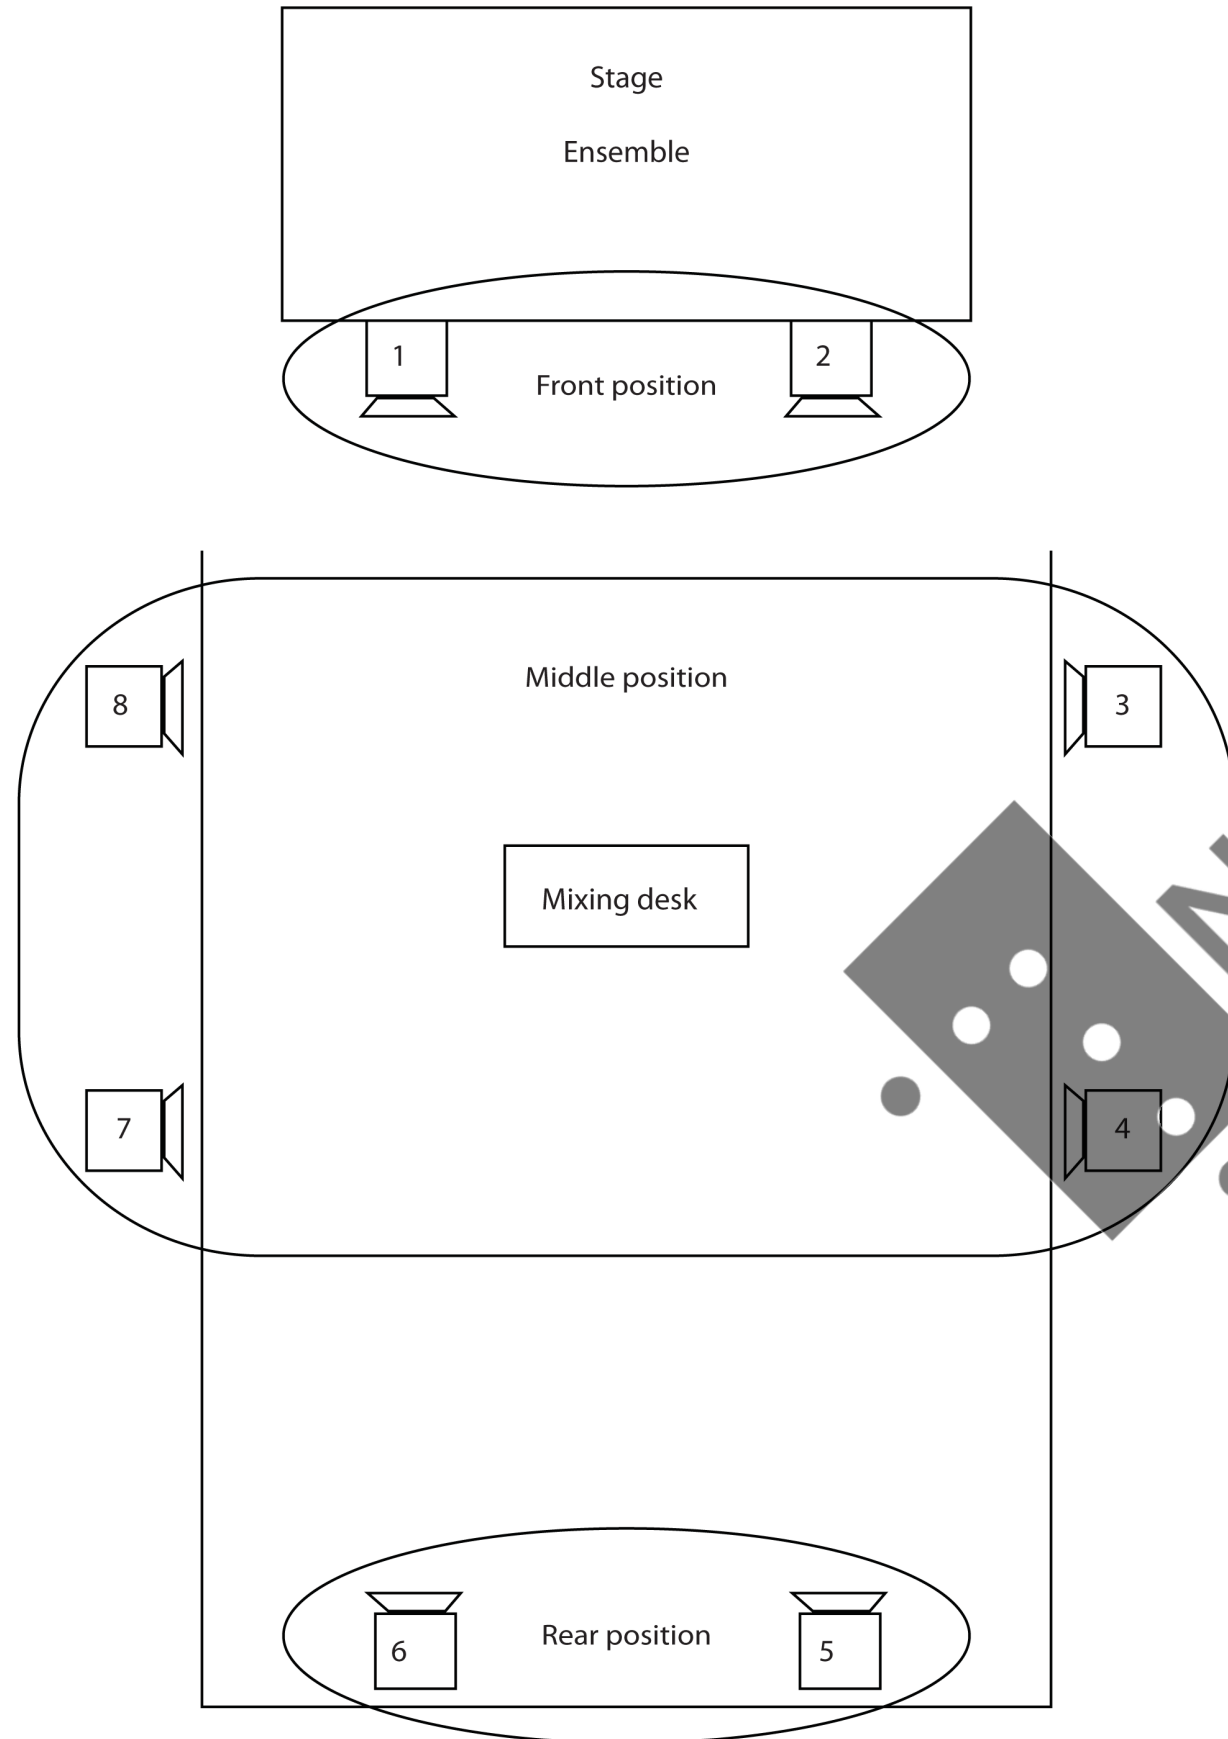 Stage
Ensemble
1
2
Front position
Middle position
8
3
Mixing desk
7
4
Rear position
6
5